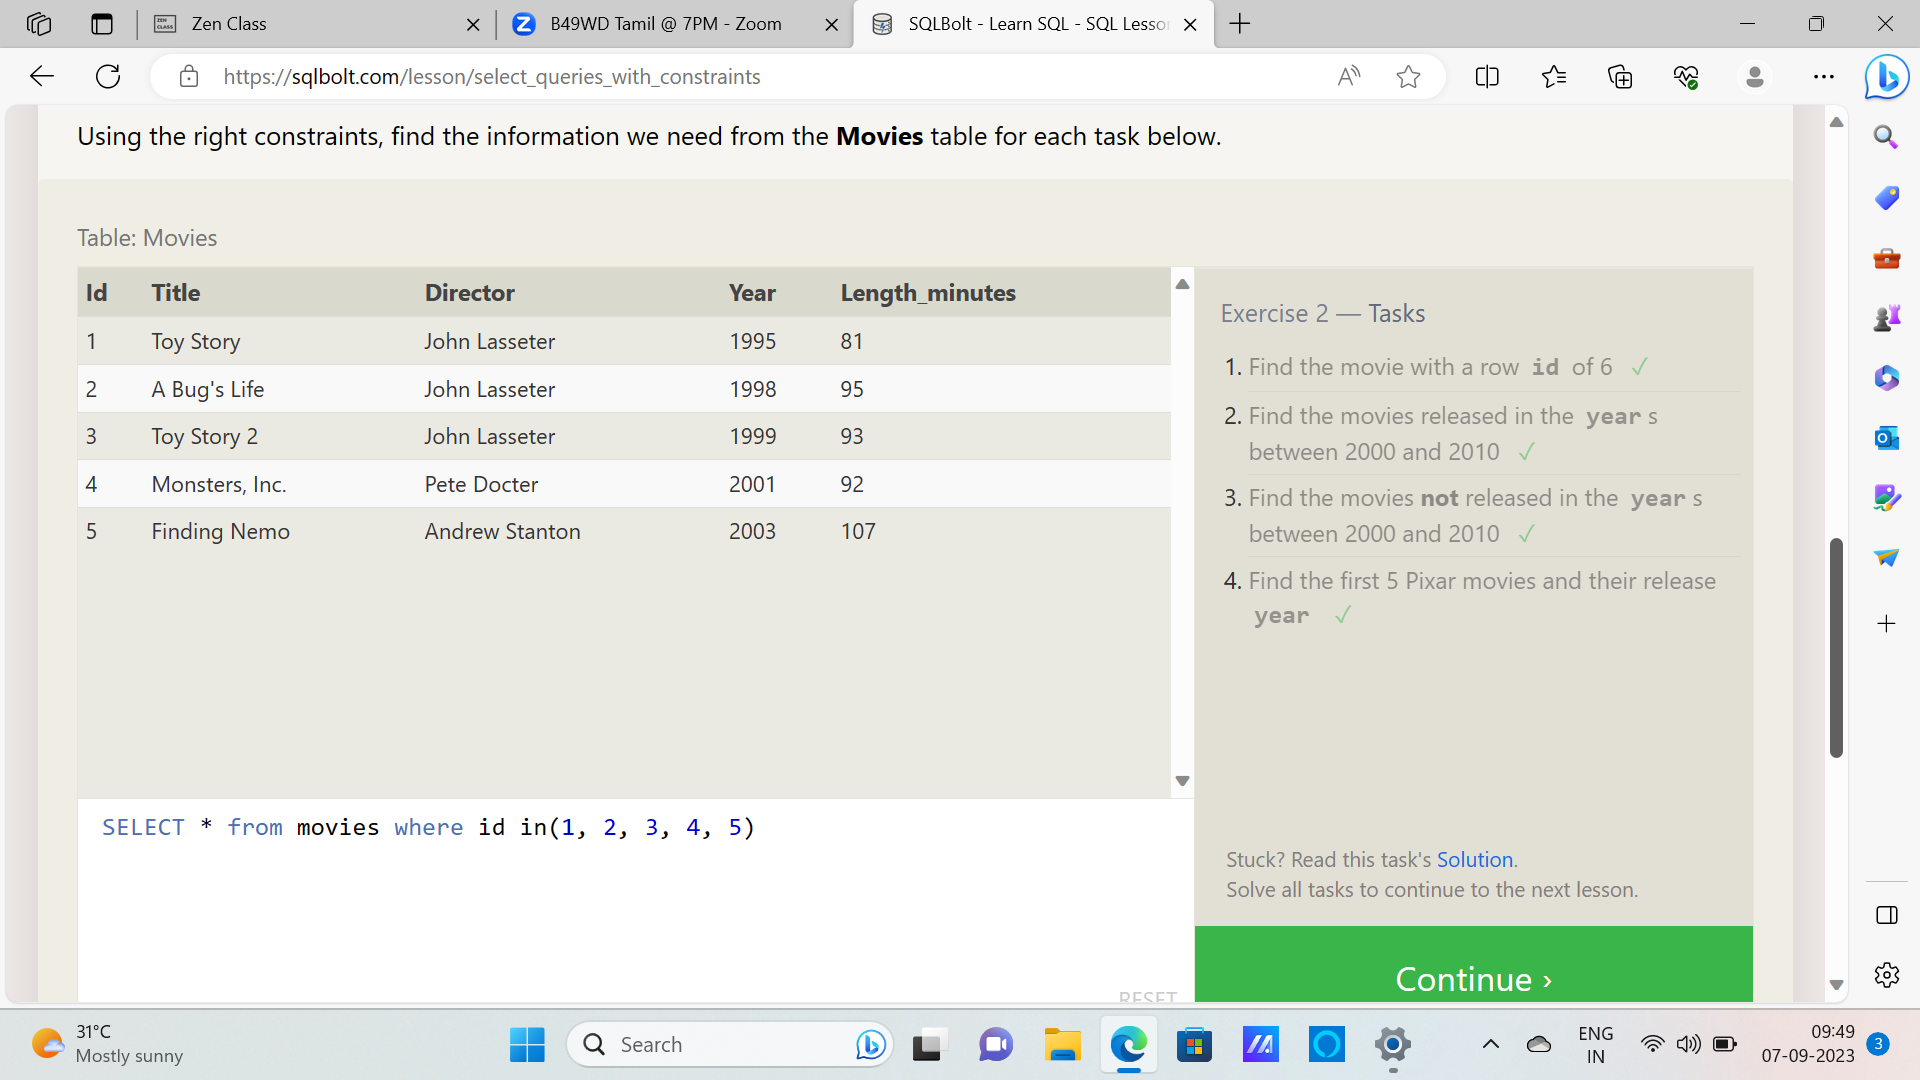 Zen Class
B49WD Tamil @ 7PM - Zoom
SQLBolt - Learn SQL - SQL Lesso
https://sqlbolt.com/lesson/select_queries_with_constraints
Using the right constraints, find the information we need from the Movies table for each task below.
Table: Movies
Id Title Director Year Length_minutes
1 Toy Story John Lasseter 1995 81
2 A Bug's Life John Lasseter 1998 95
3 Toy Story 2 John Lasseter 1999 93
4 Monsters, Inc. Pete Docter 2001 92
5 Finding Nemo Andrew Stanton 2003 107
SELECT * from movies where id in(1, 2, 3, 4, 5)
RESET
Exercise 2 — Tasks
1. Find the movie with a row id of 6 ✓
2. Find the movies released in the year s
between 2000 and 2010 ✓
3. Find the movies not released in the year s
between 2000 and 2010 ✓
4. Find the first 5 Pixar movies and their release
year ✓
Stuck? Read this task's Solution.
Solve all tasks to continue to the next lesson.
Continue ›
31°C
Mostly sunny
Search
ENG
IN
09:49
07-09-2023
3